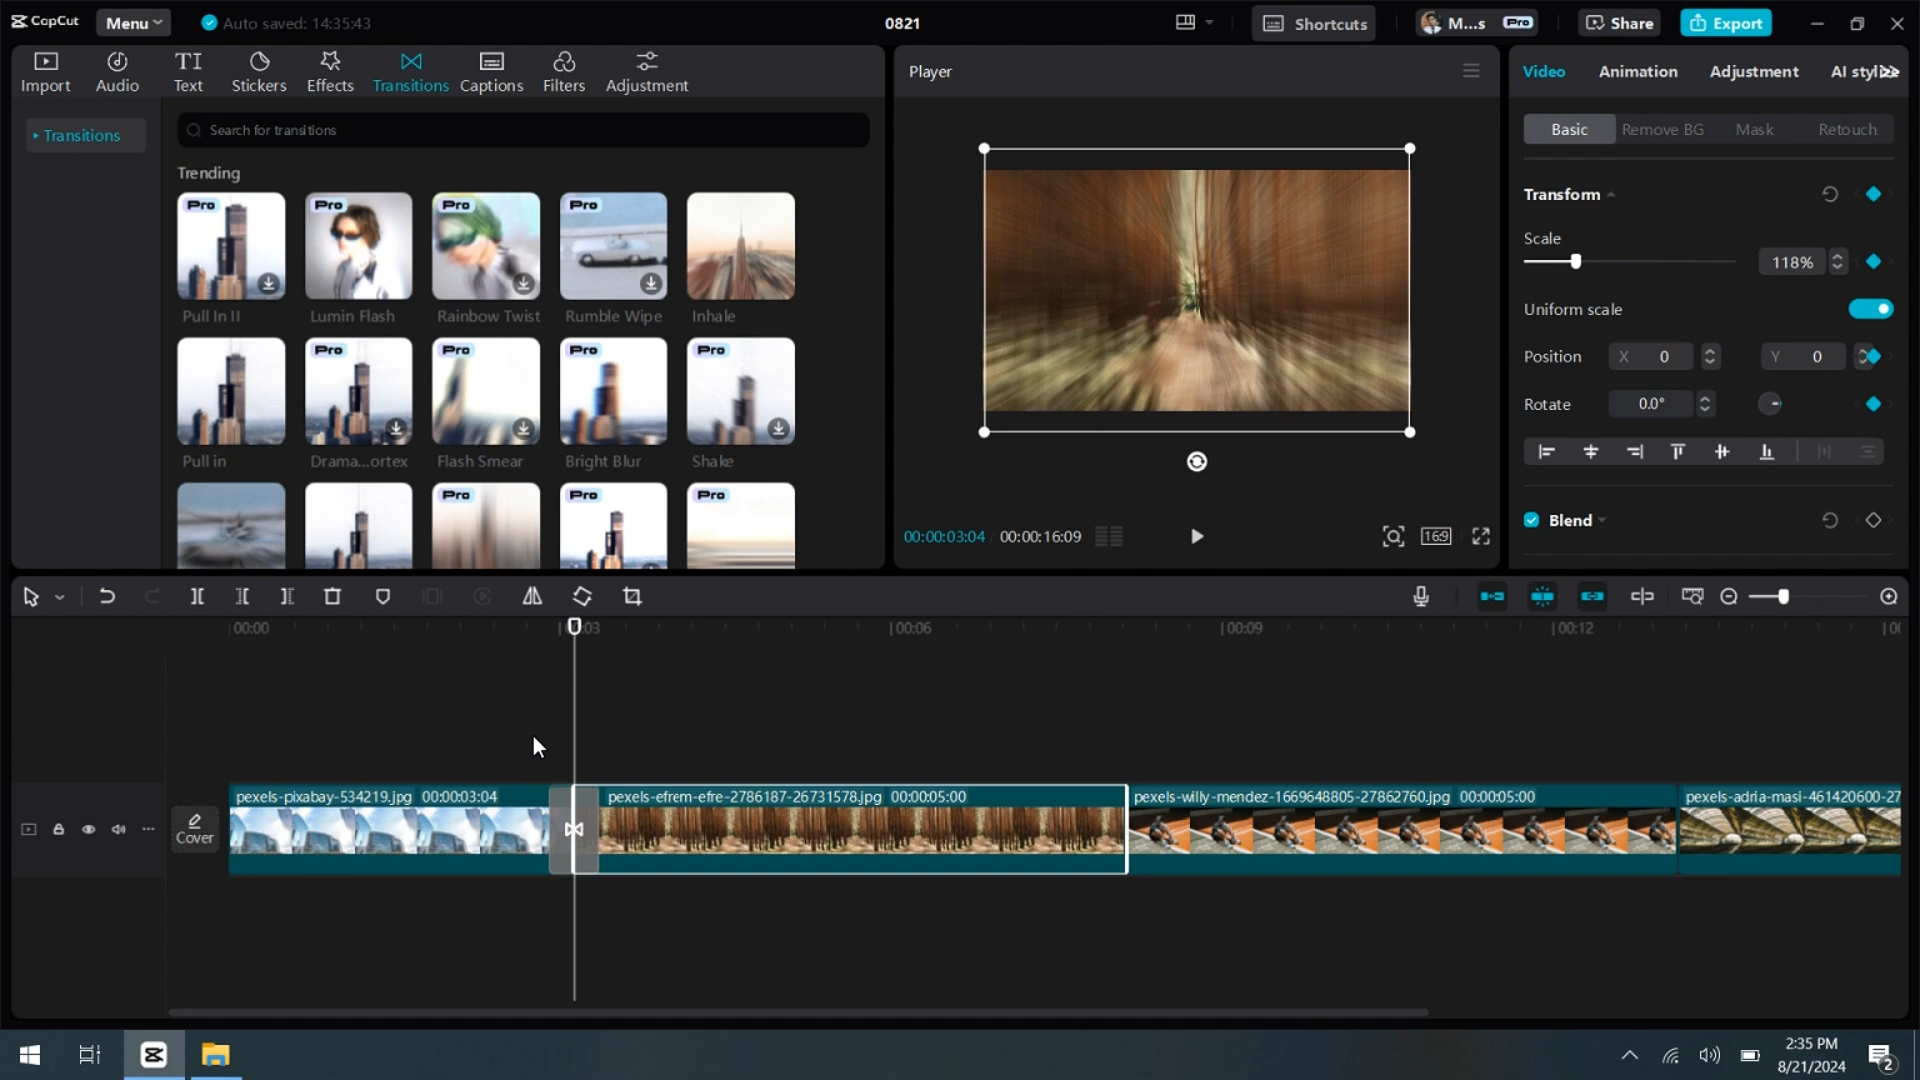 CapCut Menu Auto saved: 14:35:43 0821 Shortcuts M...s Pro Share Export
Import Audio Text Stickers Effects Transitions Captions Filters Adjustment
Transitions
Search for transitions
Trending
Pro Pro Pro Pro
Pull In II Lumin Flash Rainbow Twist Rumble Wipe Inhale
Pro Pro Pro Pro
Pull in Drama...ortex Flash Smear Bright Blur Shake
Pro Pro Pro
Player
00:00:03:04 00:00:16:09
16:9
Video Animation Adjustment AI styli
Basic Remove BG Mask Retouch
Transform
Scale
118%
Uniform scale
Position X 0 Y 0
Rotate 0.0°
Blend
00:00 00:03 00:06 00:09 00:12
Cover
pexels-pixabay-534219.jpg 00:00:03:04 pexels-efrem-efre-2786187-26731578.jpg 00:00:05:00 pexels-willy-mendez-1669648805-27862760.jpg 00:00:05:00 pexels-adria-masi-461420600-27
2:35 PM
8/21/2024
2